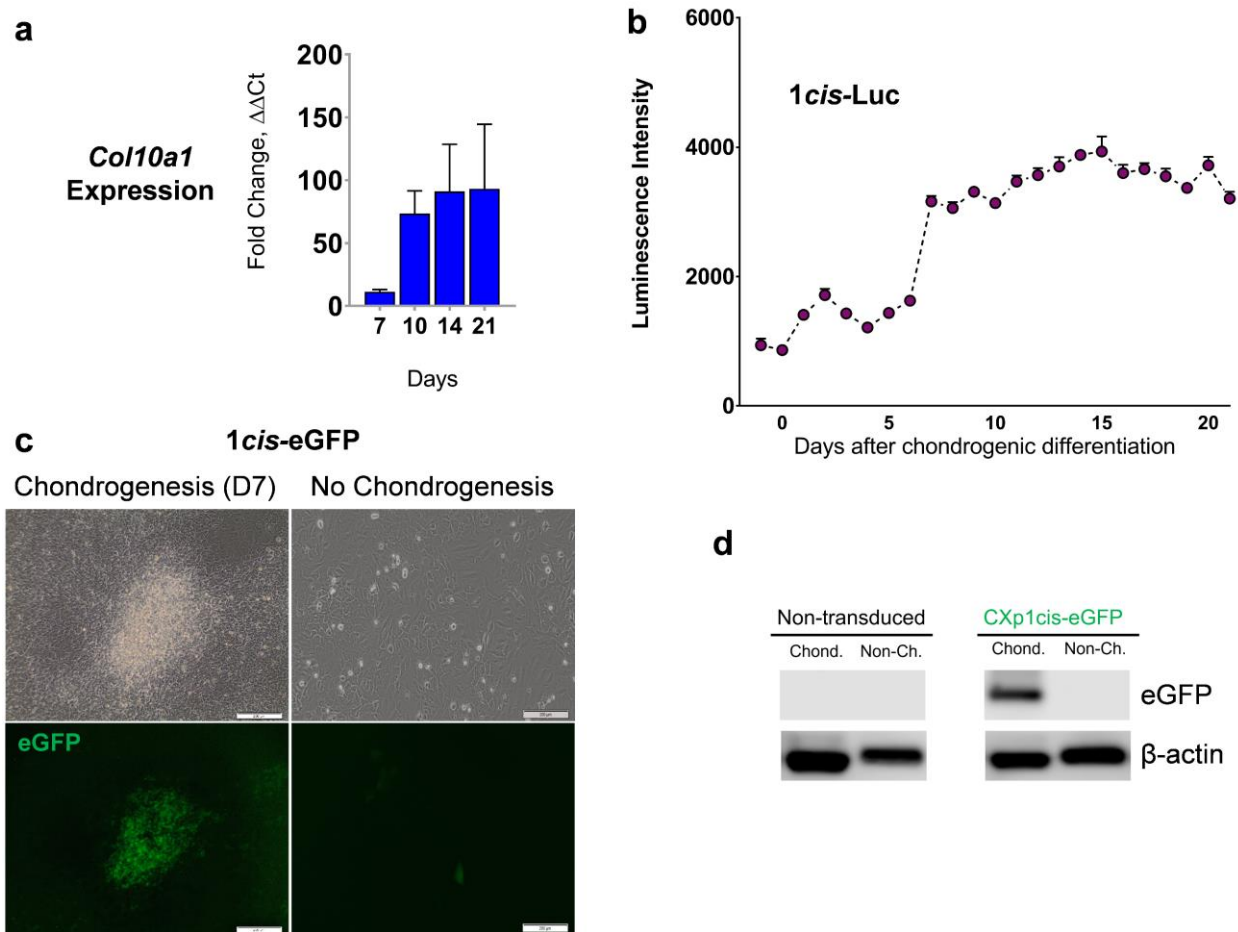 a
Col10a1
Expression
Fold Change, ΔΔCt
200
150
100
50
0
7 10 14 21
Days
b
1cis-Luc
Luminescence Intensity
6000
4000
2000
0
0 5 10 15 20
Days after chondrogenic differentiation
c
1cis-eGFP
Chondrogenesis (D7) No Chondrogenesis
eGFP
d
Non-transduced CXp1cis-eGFP
Chond. Non-Ch. Chond. Non-Ch.
eGFP
β-actin